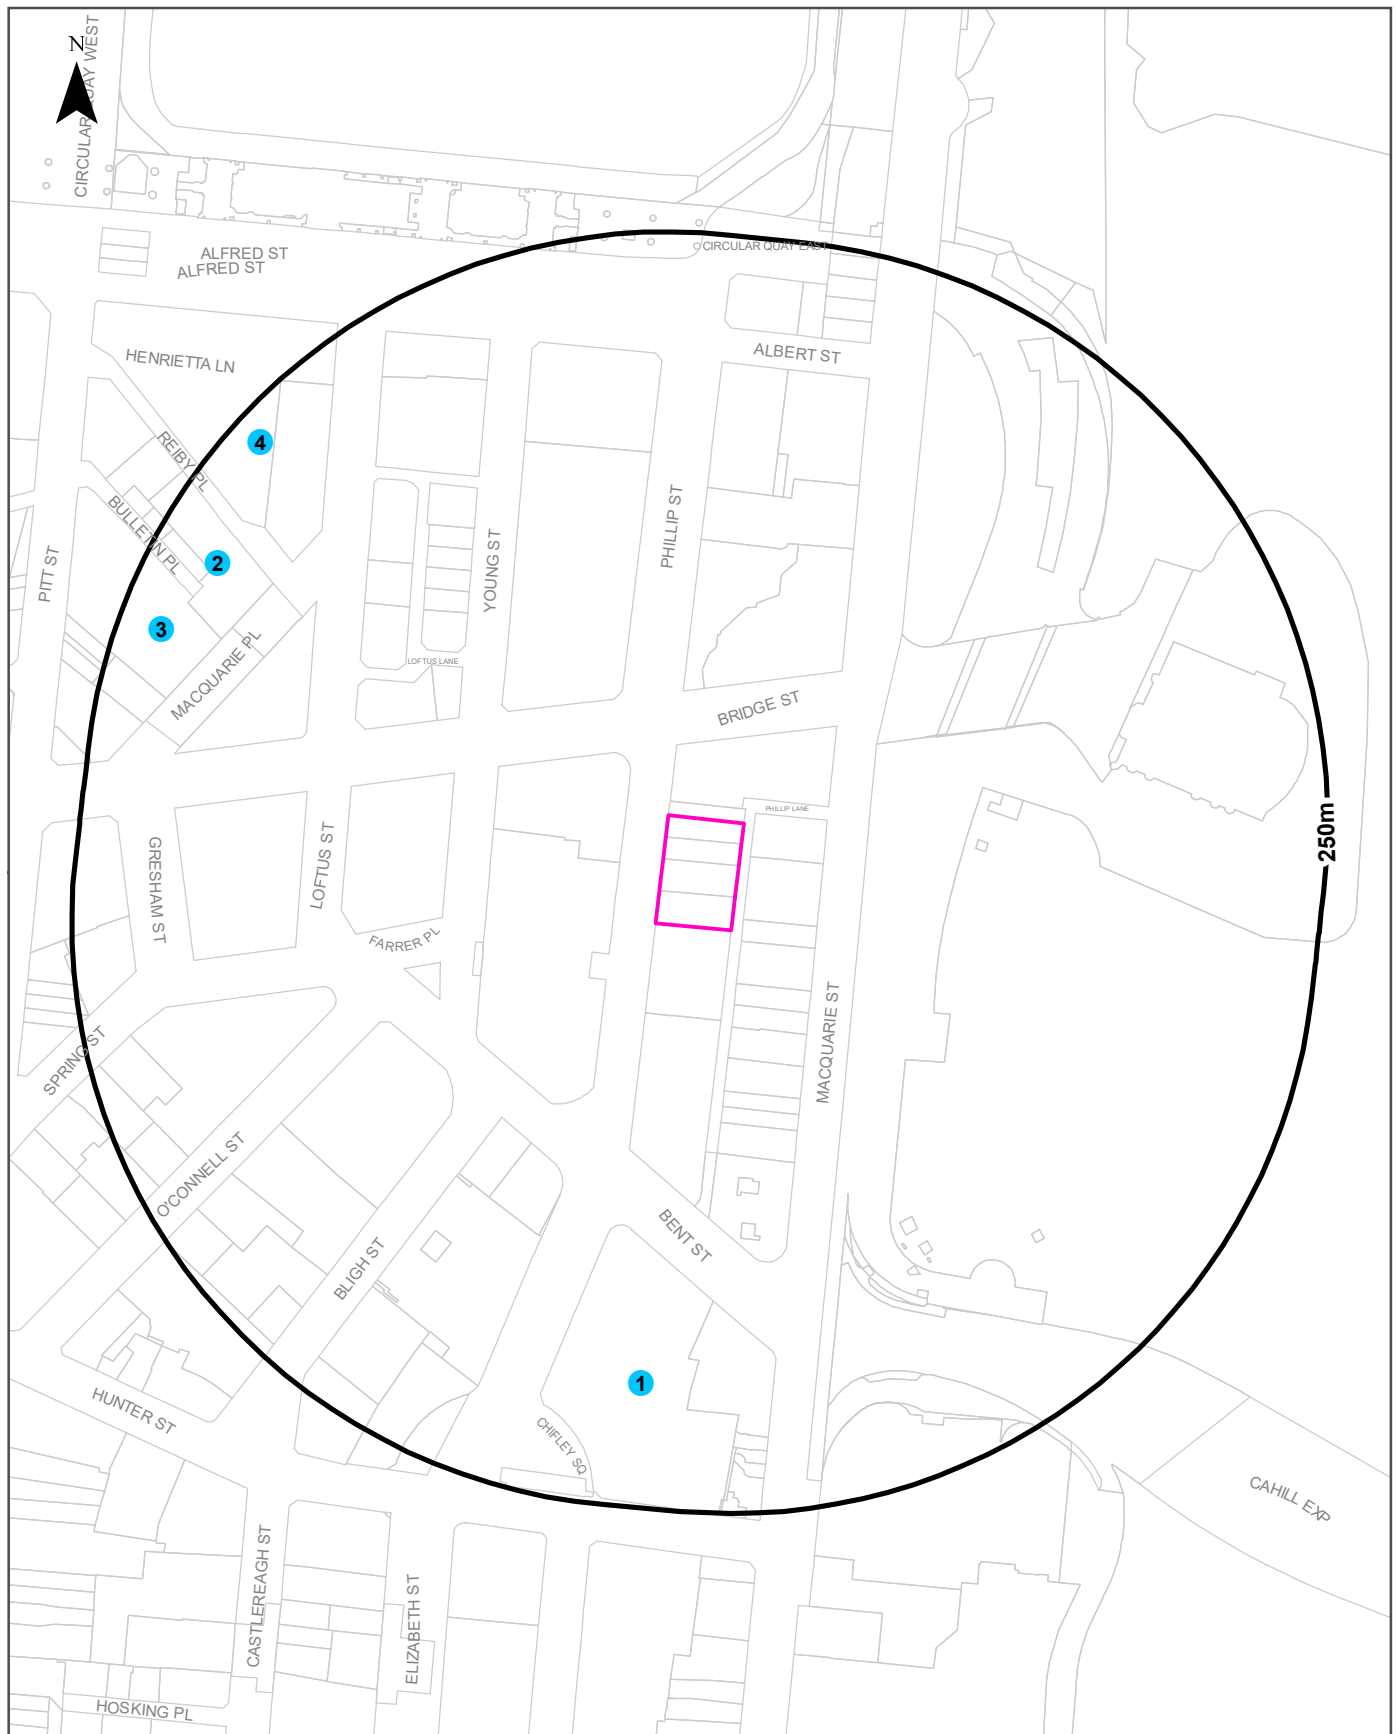 CIRCULAR QUAY WEST
N
ALFRED ST
ALFRED ST
CIRCULAR QUAY EAST
HENRIETTA LN
ALBERT ST
4
REIBY PL
BULLETIN PL
2
PITT ST
YOUNG ST
PHILLIP ST
3
MACQUARIE PL
LOFTUS LANE
BRIDGE ST
PHILLIP LANE
250m
GRESHAM ST
LOFTUS ST
FARRER PL
SPRING ST
MACQUARIE ST
O'CONNELL ST
BLIGH ST
BENT ST
1
HUNTER ST
CHIFLEY SQ
CAHILL EXP
CASTLEREAGH ST
ELIZABETH ST
HOSKING PL